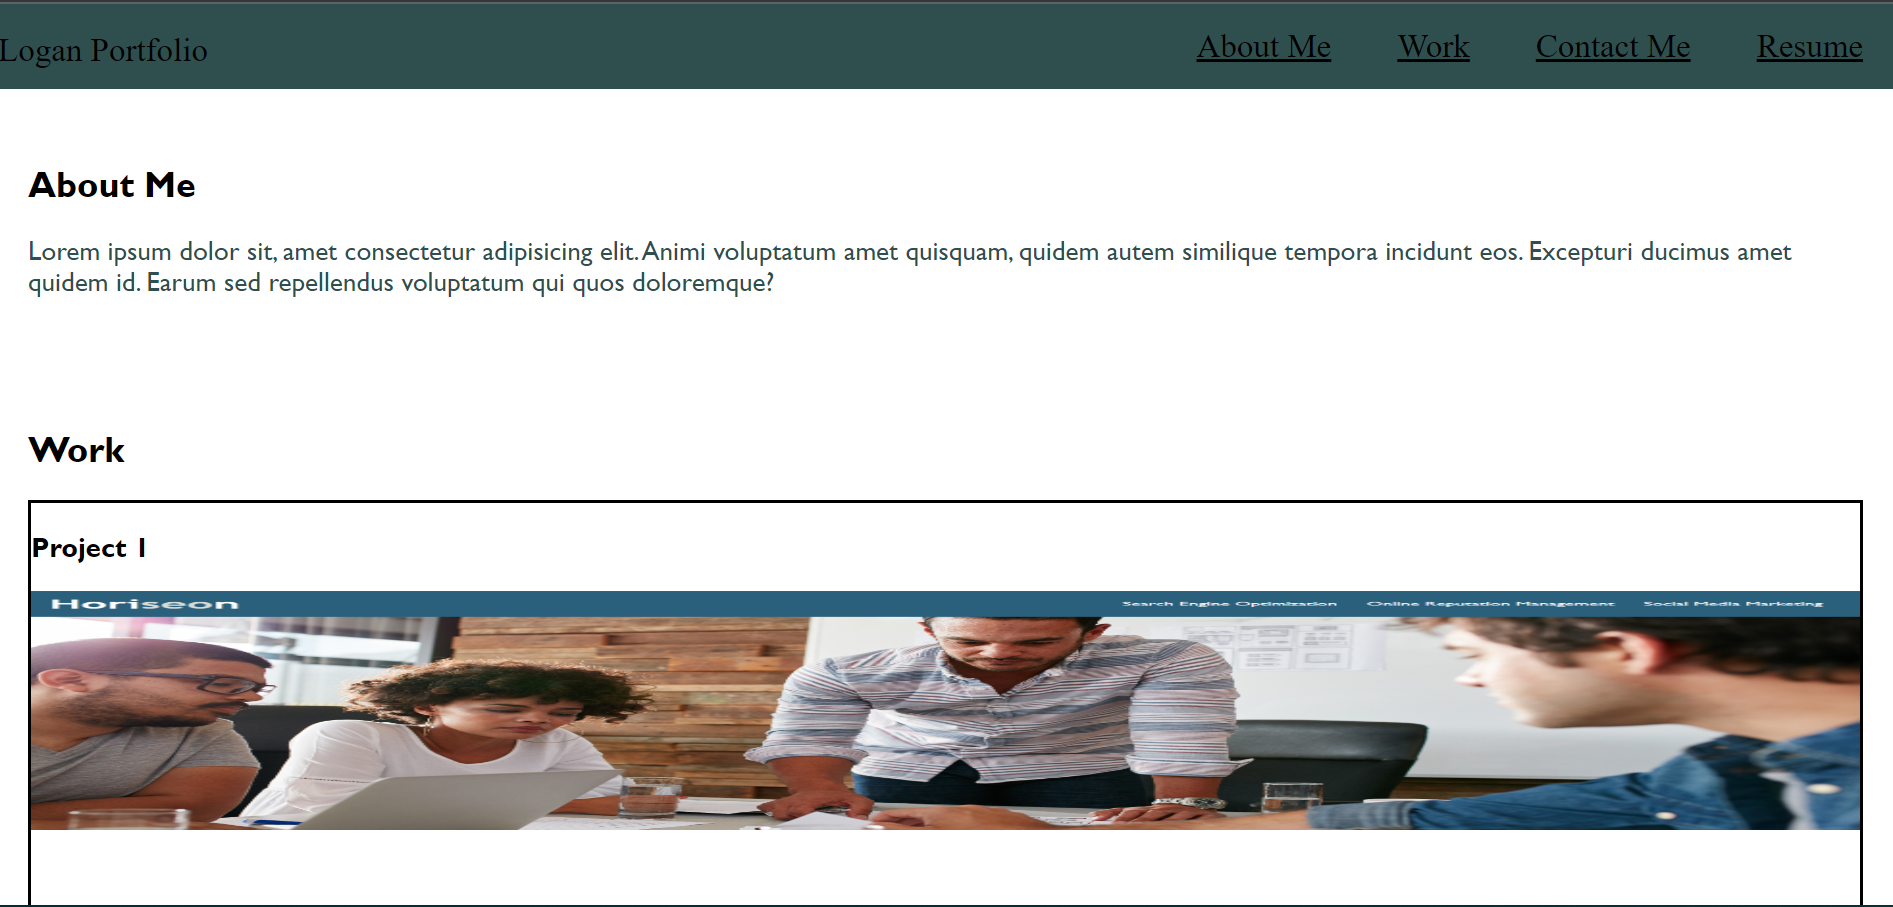 Logan Portfolio
About Me
Work
Contact Me
Resume
About Me
Lorem ipsum dolor sit, amet consectetur adipisicing elit. Animi voluptatum amet quisquam, quidem autem similique tempora incidunt eos. Excepturi ducimus amet
quidem id. Earum sed repellendus voluptatum qui quos doloremque?
Work
Project 1
Horiseon
Search Engine Optimization
Online Reputation Management
Social Media Marketing